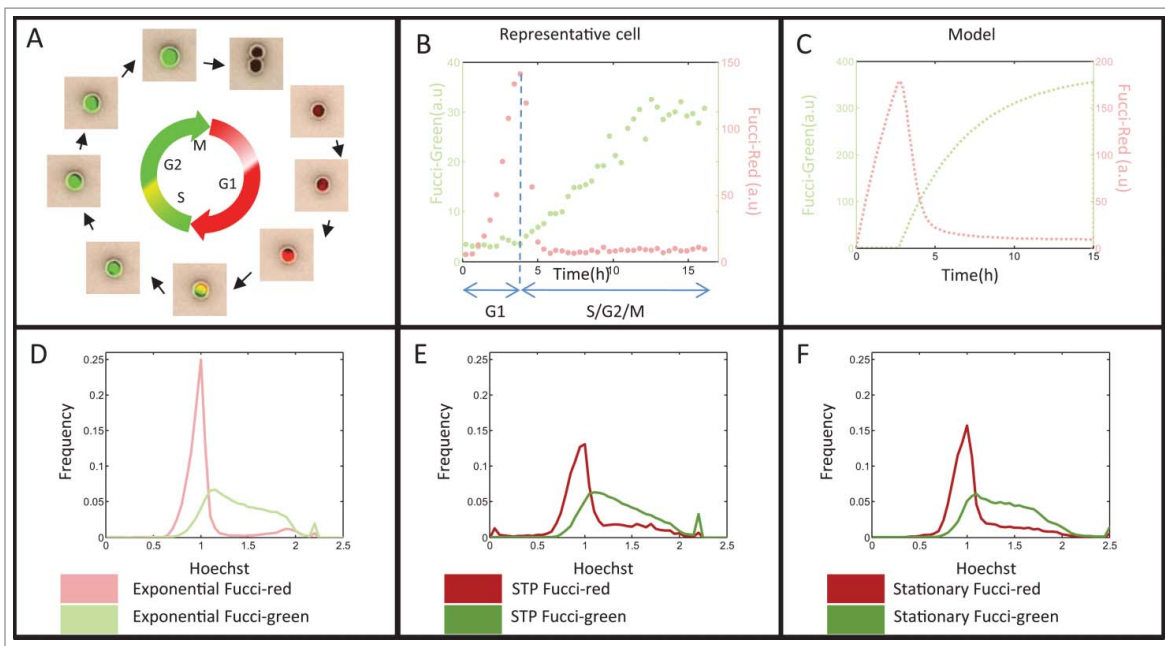 A
M
G2
G1
S
B
Representative cell
Fucci-Green(a.u)
40
30
20
10
0
150
100
50
0
Fucci-Red (a.u)
0
5
10
15
Time(h)
G1
S/G2/M
C
Model
Fucci-Green(a.u)
400
300
200
100
0
200
150
100
50
0
Fucci-Red (a.u)
0
5
10
15
Time(h)
D
Frequency
0.25
0.2
0.15
0.1
0.05
0
0 0.5 1 1.5 2 2.5
Hoechst
Exponential Fucci-red
Exponential Fucci-green
E
Frequency
0.25
0.2
0.15
0.1
0.05
0
0 0.5 1 1.5 2 2.5
Hoechst
STP Fucci-red
STP Fucci-green
F
Frequency
0.25
0.2
0.15
0.1
0.05
0
0 0.5 1 1.5 2 2.5
Hoechst
Stationary Fucci-red
Stationary Fucci-green